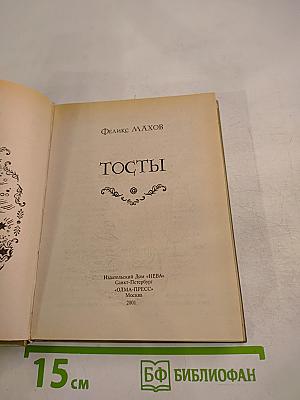 Феликс МАХОВ
ТОСТЫ
Издательский Дом «НЕВА»
Санкт-Петербург
«ОЛМА-ПРЕСС»
Москва
2001
15 см
БФ БИБЛИОФАН